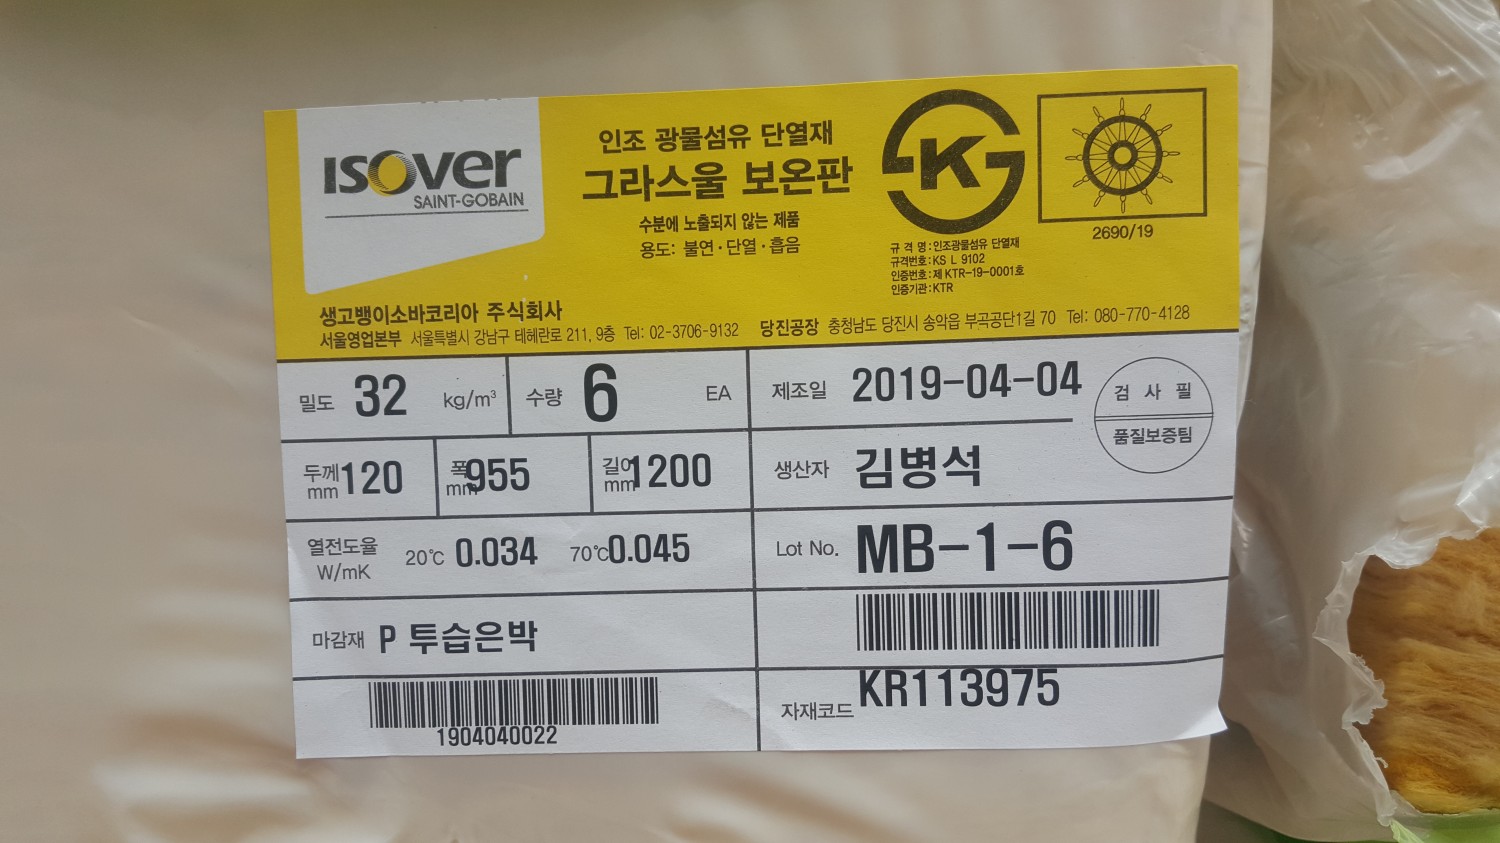 ISOVER
SAINT-GOBAIN
인조 광물섬유 단열재
그라스울 보온판
수분에 노출되지 않는 제품
용도: 불연·단열·흡음
K
2690/19
규 격 명:인조광물섬유 단열재
규격번호:KS L 9102
인증번호:제 KTR-19-0001호
인증기관:KTR
생고뱅이소바코리아 주식회사
서울영업본부 서울특별시 강남구 테헤란로 211, 9층 Tel: 02-3706-9132 당진공장 충청남도 당진시 송악읍 부곡공단1길 70 Tel: 080-770-4128
밀도 32 kg/m³ 수량 6 EA
제조일 2019-04-04
검 사 필
품질보증팀
두께 mm 120 폭 mm 955 길이 mm 1200
생산자 김병석
열전도율 W/mK 20℃ 0.034 70℃ 0.045
Lot No. MB-1-6
마감재 P 투습은박
1904040022
자재코드 KR113975